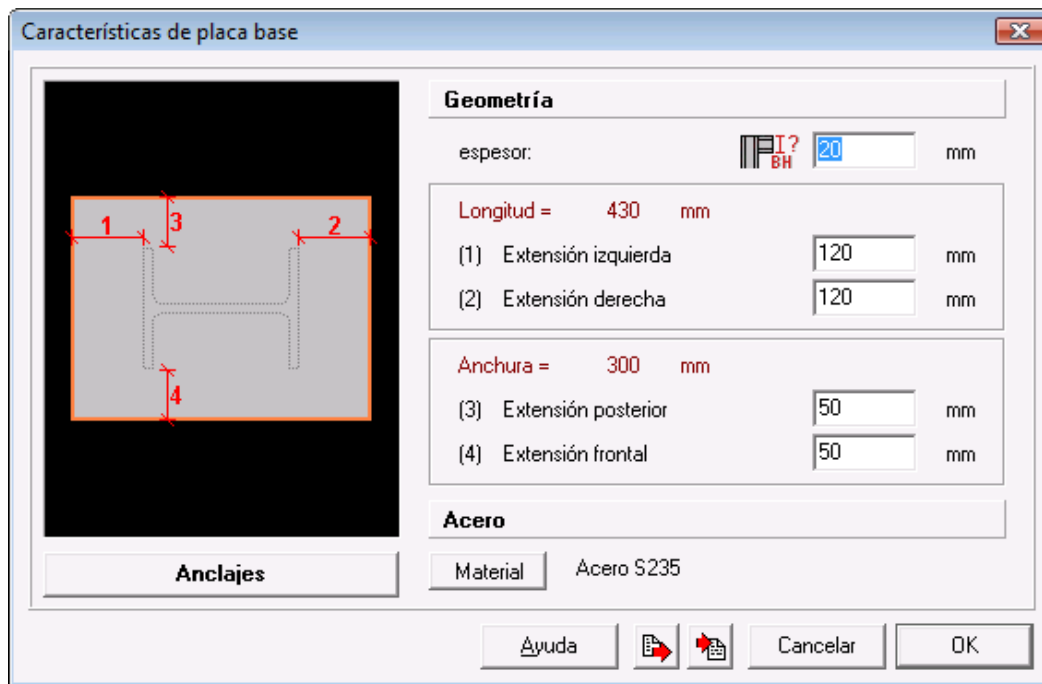 Características de placa base
Geometría
espesor: I? BH 20 mm
Longitud = 430 mm
(1) Extensión izquierda 120 mm
(2) Extensión derecha 120 mm
Anchura = 300 mm
(3) Extensión posterior 50 mm
(4) Extensión frontal 50 mm
Acero
Material Acero S235
1
3
2
4
Anclajes
Ayuda Cancelar OK